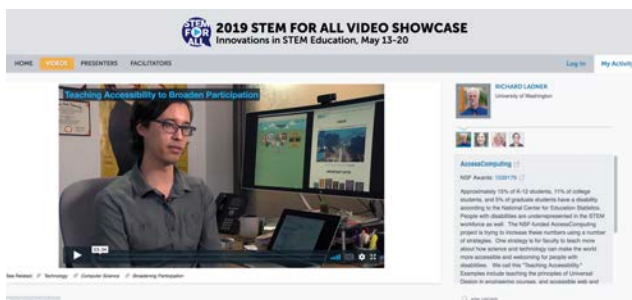 STEM
FOR
ALL
2019 STEM FOR ALL VIDEO SHOWCASE
Innovations in STEM Education, May 13-20
HOME
VIDEOS
PRESENTERS
FACILITATORS
Log In
My Activity
Teaching Accessibility to Broaden Participation
RICHARD LADNER
University of Washington
AccessComputing
NSF Awards:
Approximately 15% of K-12 students, 11% of college
students, and 5% of graduate students have a disability
according to the National Center for Education Statistics.
People with disabilities are underrepresented in the STEM
workforce as well. The NSF-funded AccessComputing
project is trying to increase these numbers using a number
of strategies. One strategy is for faculty to teach more
about how science and technology can make the world
more accessible and welcoming for people with
disabilities. We call this "Teaching Accessibility."
Examples include teaching the principles of Universal
Design in engineering courses, and accessible web and
Technology
Computer Science
Broadening Participation